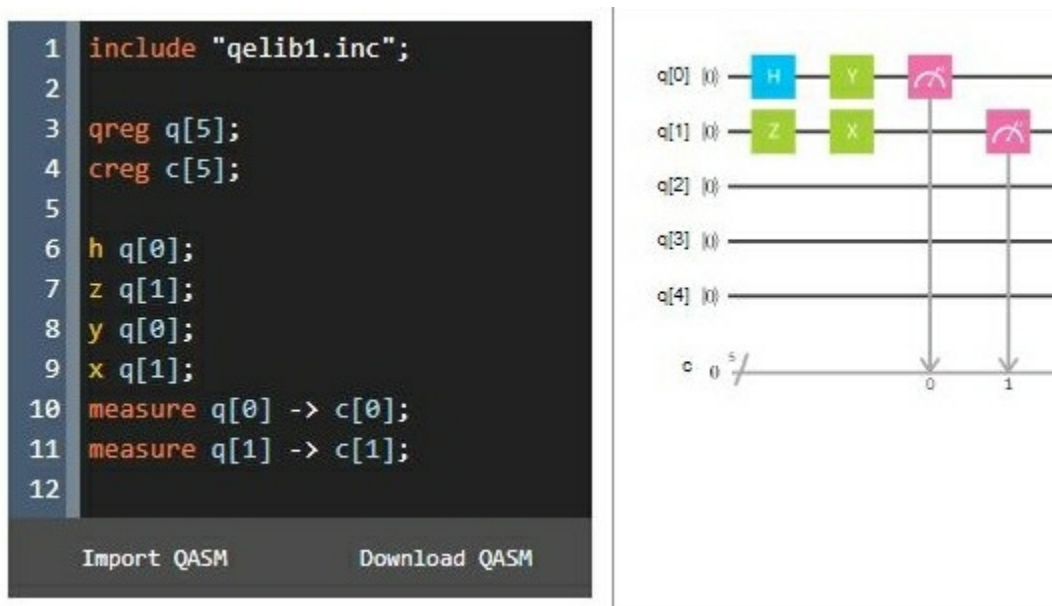 1 include "qelib1.inc";
2
3 qreg q[5];
4 creg c[5];
5
6 h q[0];
7 z q[1];
8 y q[0];
9 x q[1];
10 measure q[0] -> c[0];
11 measure q[1] -> c[1];
12
Import QASM Download QASM
q[0] |0⟩ H Y
q[1] |0⟩ Z X
q[2] |0⟩
q[3] |0⟩
q[4] |0⟩
c 0 5
0 1